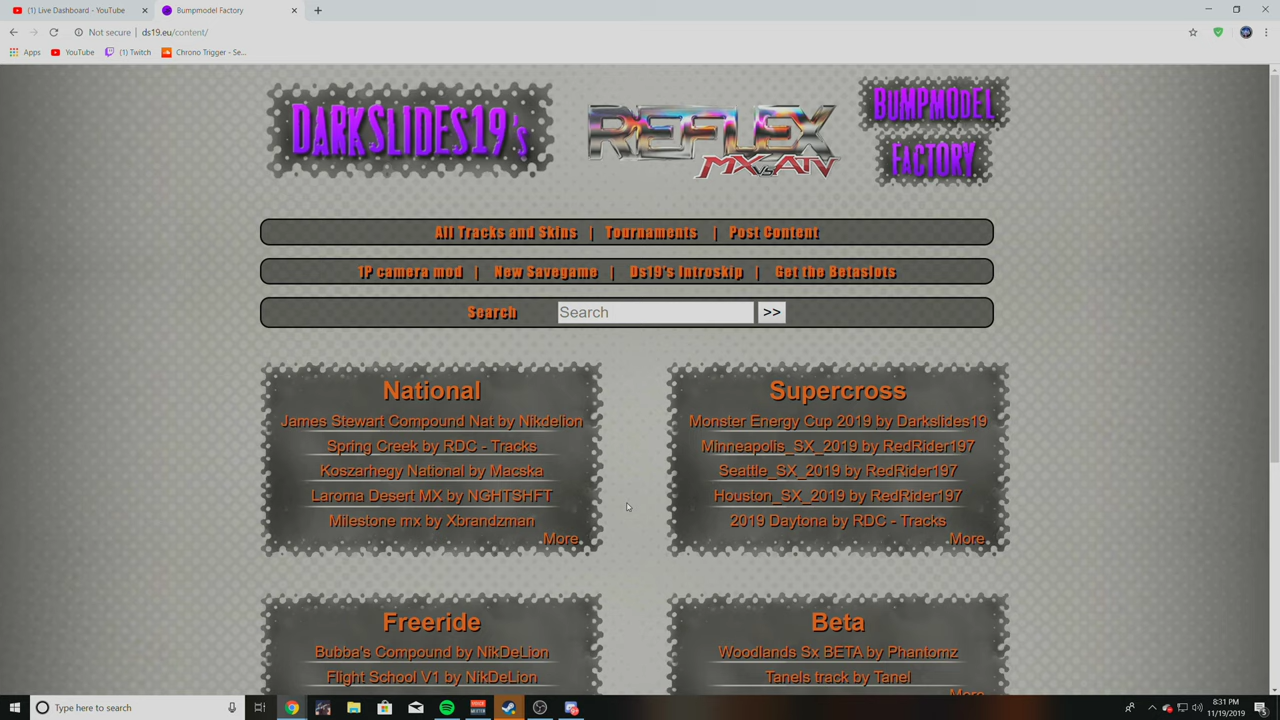 (1) Live Dashboard - YouTube
Bumpmodel Factory
Not secure | ds19.eu/content/
Apps YouTube (1) Twitch Chrono Trigger - Se...
DARKSLIDES19's
REFLEX
MX vs ATV
BUMPMODEL
FACTORY
All Tracks and Skins | Tournaments | Post Content
1P camera mod | New Savegame | Ds19's Introskip | Get the Betaslots
Search Search >>
National
James Stewart Compound Nat by Nikdelion
Spring Creek by RDC - Tracks
Koszarhegy National by Macska
Laroma Desert MX by NGHTSHFT
Milestone mx by Xbrandzman
More
Supercross
Monster Energy Cup 2019 by Darkslides19
Minneapolis_SX_2019 by RedRider197
Seattle_SX_2019 by RedRider197
Houston_SX_2019 by RedRider197
2019 Daytona by RDC - Tracks
More
Freeride
Bubba's Compound by NikDeLion
Flight School V1 by NikDeLion
Beta
Woodlands Sx BETA by Phantomz
Tanels track by Tanel
More
Type here to search
8:31 PM
11/19/2019